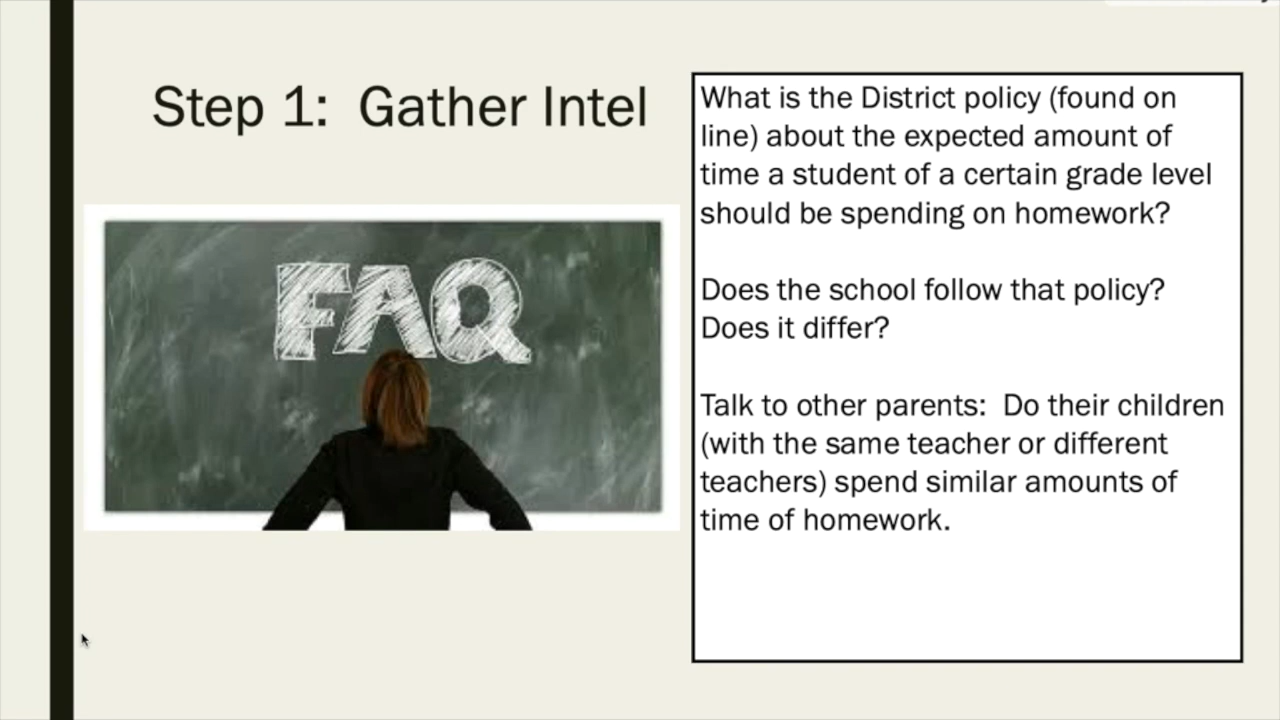 Step 1:  Gather Intel
FAQ
What is the District policy (found on
line) about the expected amount of
time a student of a certain grade level
should be spending on homework?
Does the school follow that policy?
Does it differ?
Talk to other parents:  Do their children
(with the same teacher or different
teachers) spend similar amounts of
time of homework.